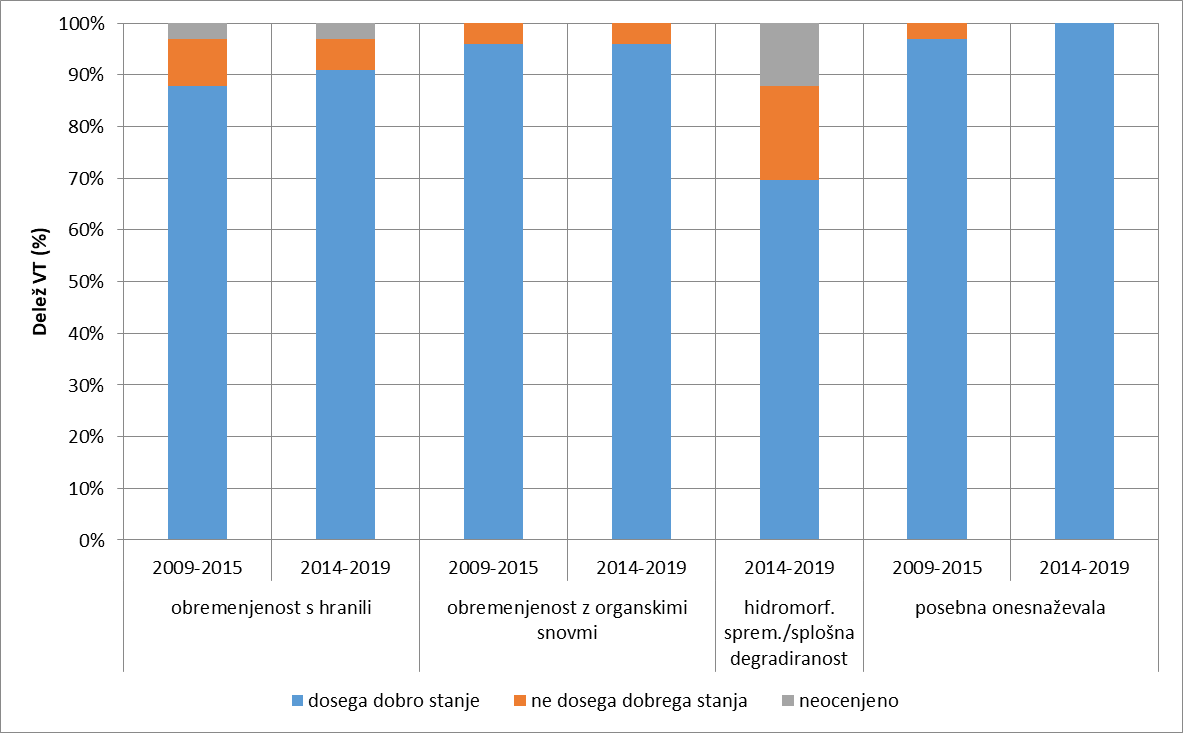 100%
90%
80%
70%
60%
50%
40%
30%
20%
10%
0%
Delež VT (%)
2009-2015
2014-2019
2009-2015
2014-2019
2014-2019
2009-2015
2014-2019
obremenjenost s hranili
obremenjenost z organskimi
snovmi
hidromorf.
sprem./splošna
degradiranost
posebna onesnaževala
dosega dobro stanje
ne dosega dobrega stanja
neocenjeno